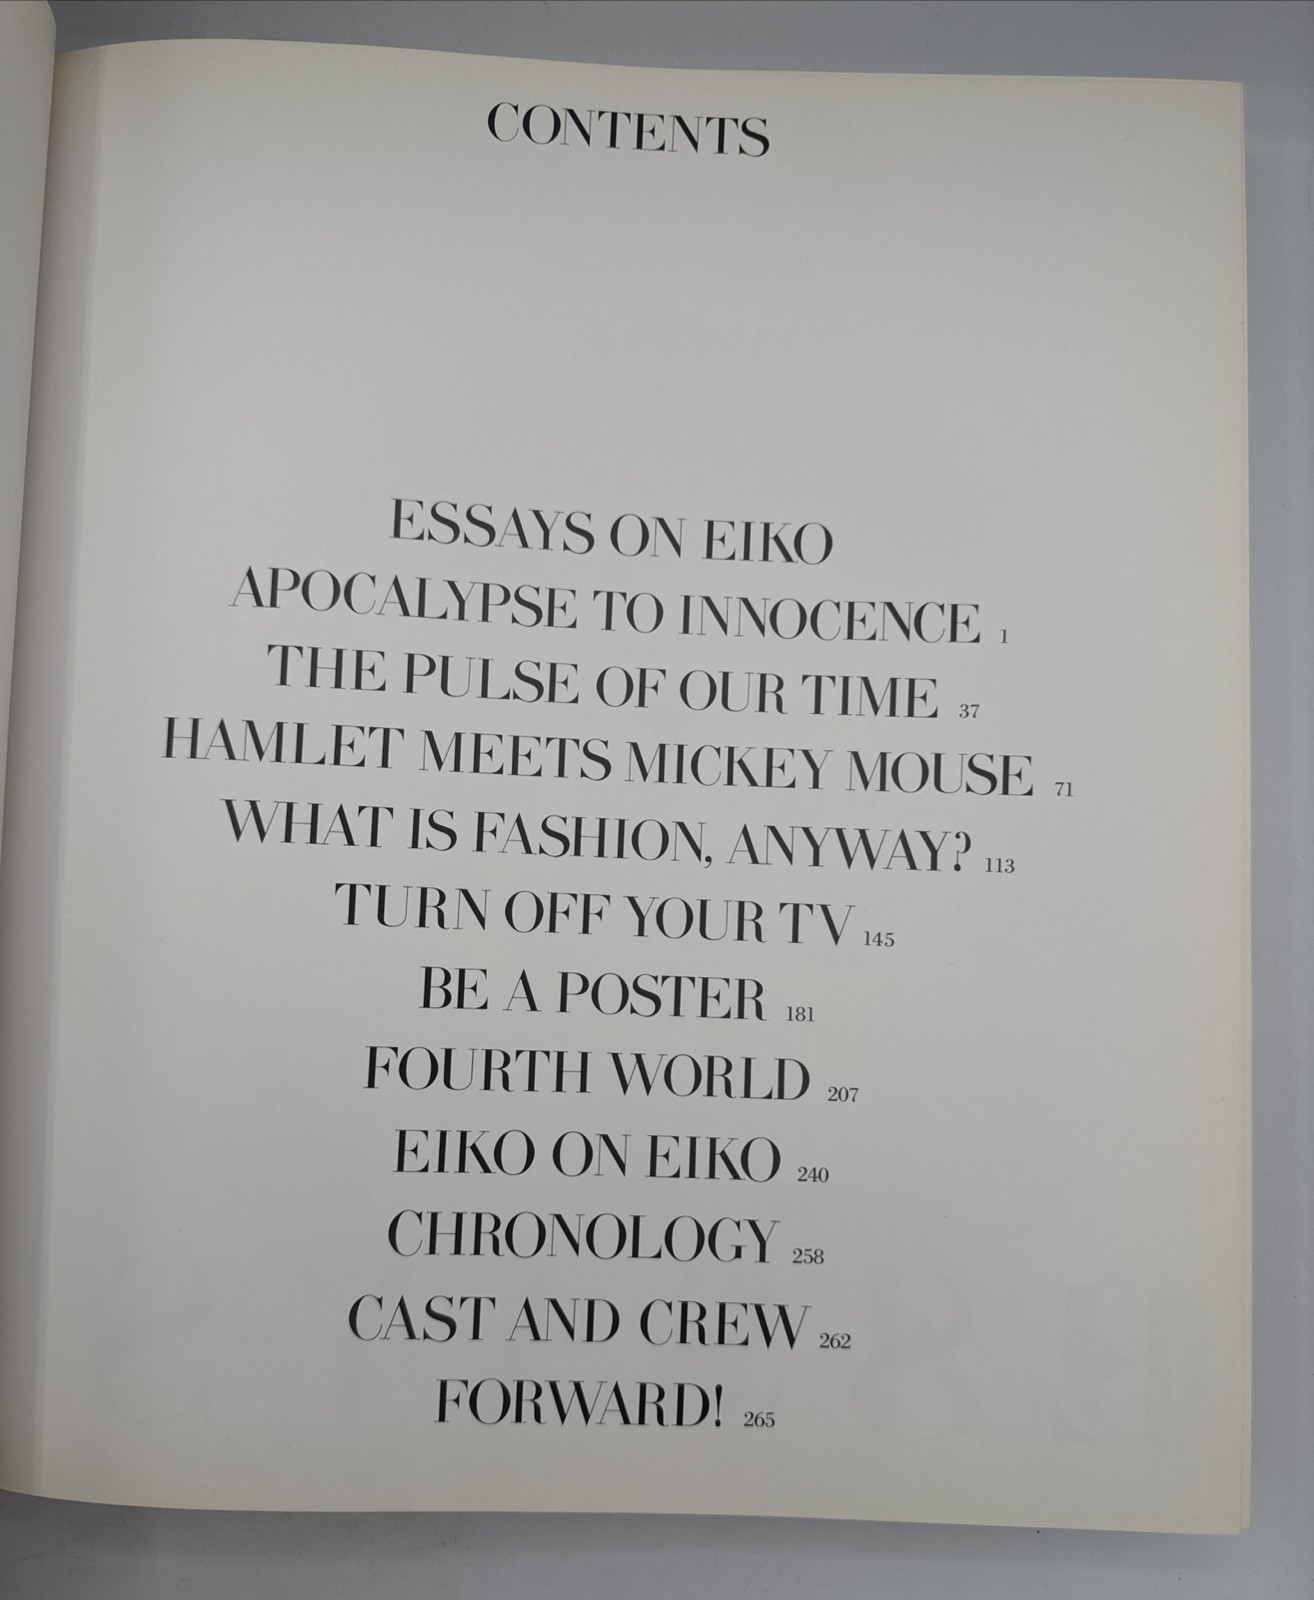 CONTENTS
ESSAYS ON EIKO
APOCALYPSE TO INNOCENCE 1
THE PULSE OF OUR TIME 37
HAMLET MEETS MICKEY MOUSE 71
WHAT IS FASHION, ANYWAY? 113
TURN OFF YOUR TV 145
BE A POSTER 181
FOURTH WORLD 207
EIKO ON EIKO 240
CHRONOLOGY 258
CAST AND CREW 262
FORWARD! 265